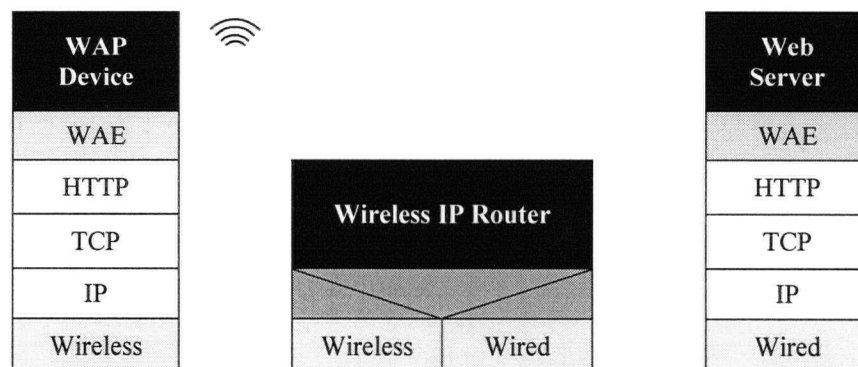 WAP
Device
WAE
HTTP
TCP
IP
Wireless
Wireless IP Router
Wireless
Wired
Web
Server
WAE
HTTP
TCP
IP
Wired